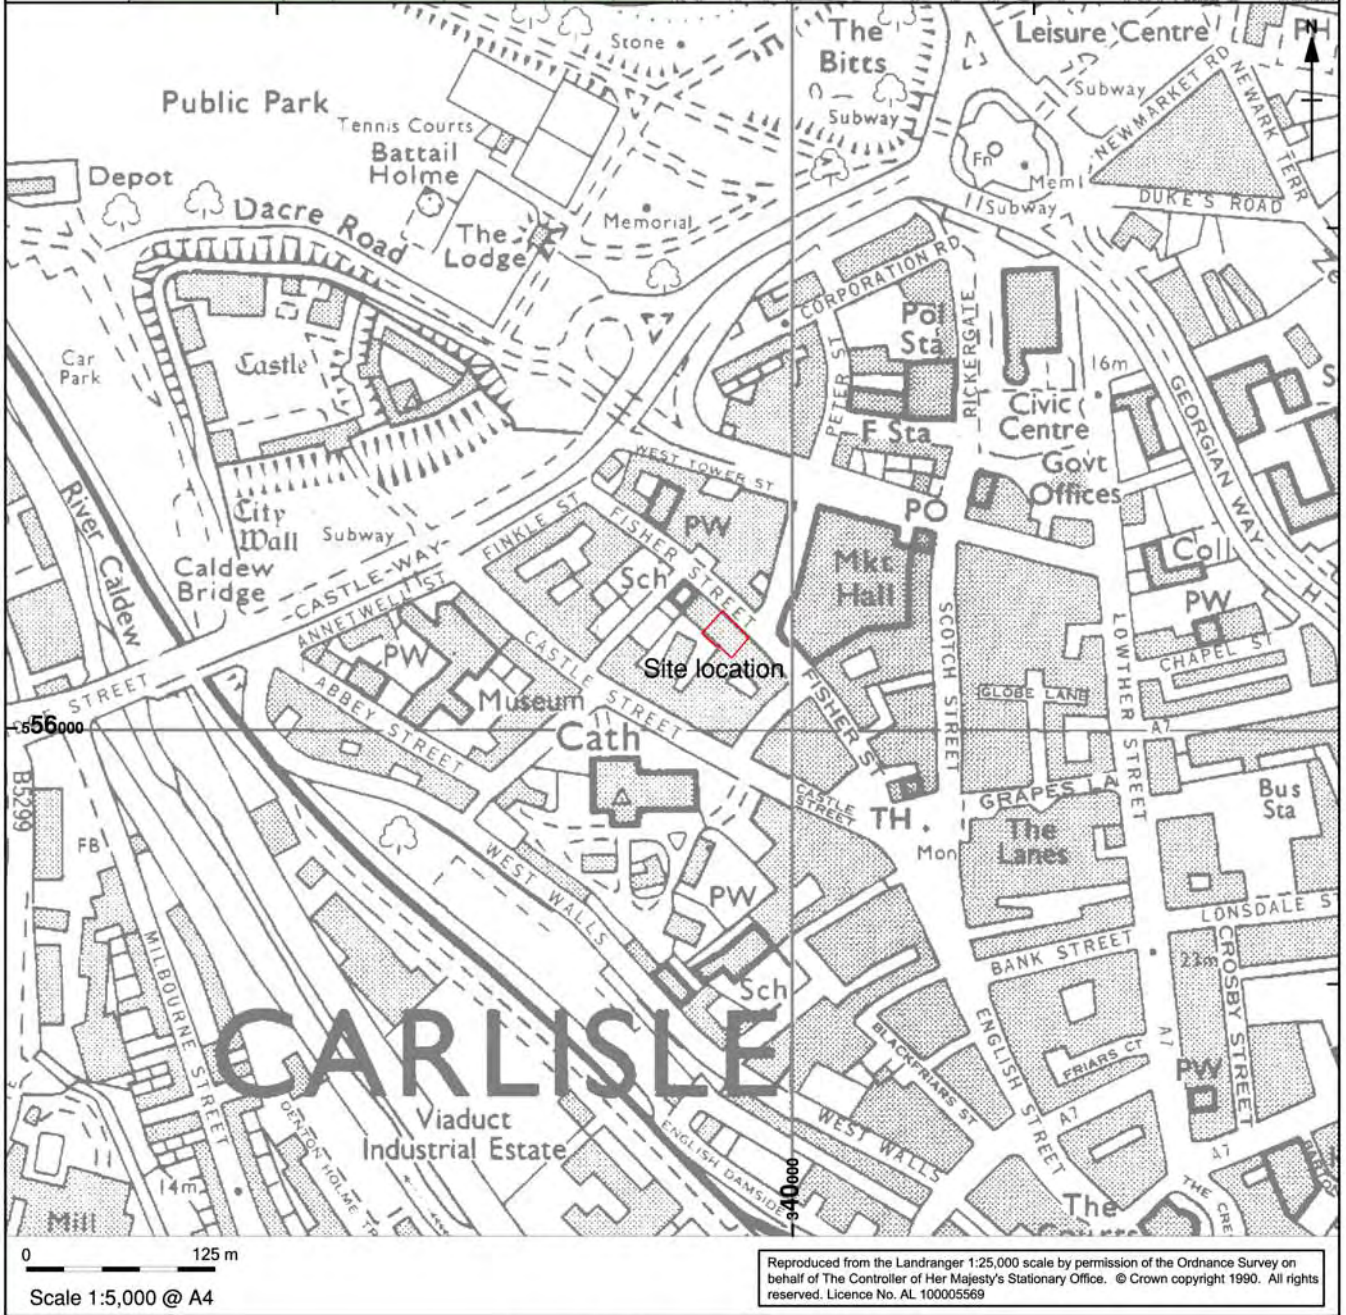 Stone
The
Bitts
Leisure Centre
PH
N
Subway
NEWMARKET RD
NEWARK TERR
Public Park
Tennis Courts
Battail
Holme
Subway
Fn
Meml
Depot
Dacre Road
The
Lodge
Memorial
Subway
DUKE'S ROAD
CORPORATION RD
Pol
Sta
RICKERGATE
PETER ST
Car
Park
Castle
16m
F Sta
Civic
Centre
GEORGIAN WAY
Govt
Offices
WEST TOWER ST
PW
PO
River Caldew
City
Wall
Subway
Caldew
Bridge
CASTLE-WAY
FINKLE ST
FISHER STREET
ANNETWELL ST
Sch
Mkt
Hall
Coll
PW
CHAPEL ST
PW
CASTLE STREET
Site location
SCOTCH STREET
LOWTHER STREET
GLOBE LANE
ABBEY STREET
Museum
FISHER ST
A7
STREET
556000
Cath
B5299
CASTLE
STREET
TH
Mon
GRAPES LA
The
Lanes
Bus
Sta
FB
WEST WALLS
PW
LONSDALE ST
MILBOURNE STREET
BANK STREET
22m
CROSBY STREET
Sch
CARLISLE
BLACKFRIARS ST
ENGLISH STREET
FRIARS CT
A7
PW
Viaduct
Industrial Estate
DENTON HOLME TR
ENGLISH DAMSIDE
WEST WALLS
A7
A7
14m
Mill
340000
The
Courts
THE CRE
0 125 m
Scale 1:5,000 @ A4
Reproduced from the Landranger 1:25,000 scale by permission of the Ordnance Survey on
behalf of The Controller of Her Majesty's Stationary Office. © Crown copyright 1990. All rights
reserved. Licence No. AL 100005569